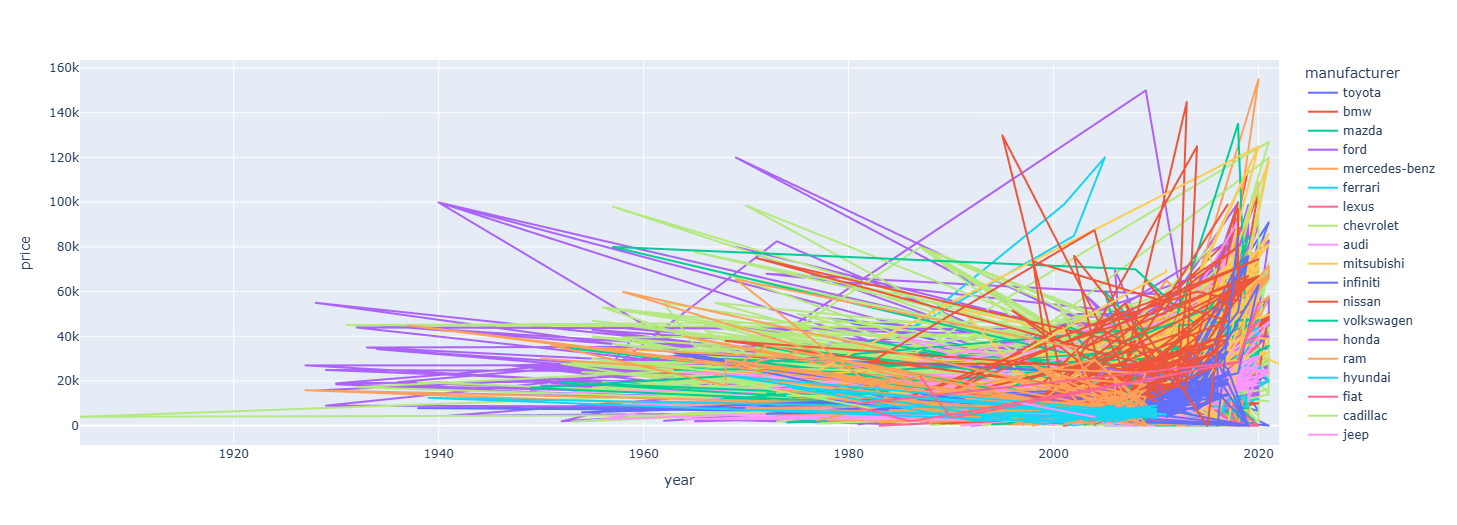 160k
140k
120k
100k
80k
60k
40k
20k
0
price
1920
1940
1960
1980
2000
2020
year
manufacturer
toyota
bmw
mazda
ford
mercedes-benz
ferrari
lexus
chevrolet
audi
mitsubishi
infiniti
nissan
volkswagen
honda
ram
hyundai
fiat
cadillac
jeep